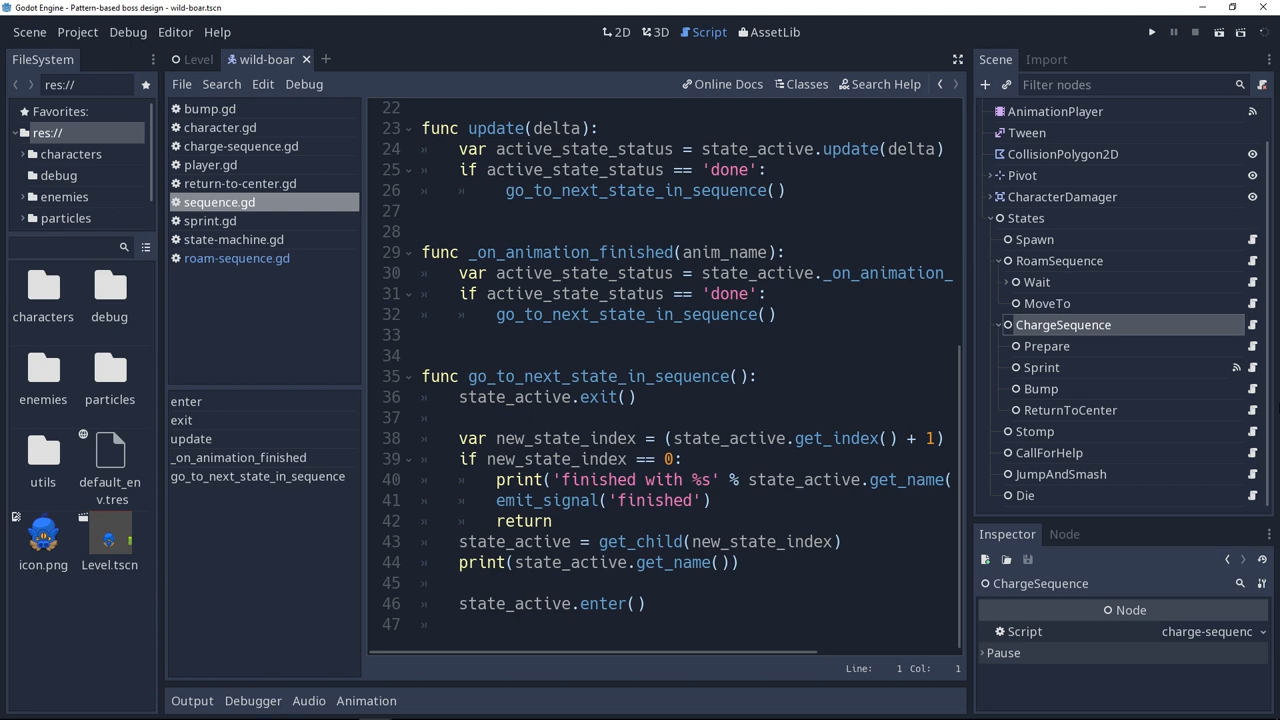 Godot Engine - Pattern-based boss design - wild-boar.tscn
Scene Project Debug Editor Help
2D 3D Script AssetLib
FileSystem
res://
Favorites:
res://
characters
debug
enemies
particles
characters
debug
enemies
particles
utils
default_en
v.tres
icon.png
Level.tscn
Level
wild-boar
File Search Edit Debug
Online Docs Classes Search Help
bump.gd
character.gd
charge-sequence.gd
player.gd
return-to-center.gd
sequence.gd
sprint.gd
state-machine.gd
roam-sequence.gd
enter
exit
update
_on_animation_finished
go_to_next_state_in_sequence
22
23 func update(delta):
24 var active_state_status = state_active.update(delta)
25 if active_state_status == 'done':
26 go_to_next_state_in_sequence()
27
28
29 func _on_animation_finished(anim_name):
30 var active_state_status = state_active._on_animation_
31 if active_state_status == 'done':
32 go_to_next_state_in_sequence()
33
34
35 func go_to_next_state_in_sequence():
36 state_active.exit()
37
38 var new_state_index = (state_active.get_index() + 1)
39 if new_state_index == 0:
40 print('finished with %s' % state_active.get_name(
41 emit_signal('finished')
42 return
43 state_active = get_child(new_state_index)
44 print(state_active.get_name())
45
46 state_active.enter()
47
Line: 1 Col: 1
Output Debugger Audio Animation
Scene Import
Filter nodes
AnimationPlayer
Tween
CollisionPolygon2D
Pivot
CharacterDamager
States
Spawn
RoamSequence
Wait
MoveTo
ChargeSequence
Prepare
Sprint
Bump
ReturnToCenter
Stomp
CallForHelp
JumpAndSmash
Die
Inspector Node
ChargeSequence
Node
Script charge-sequenc
Pause